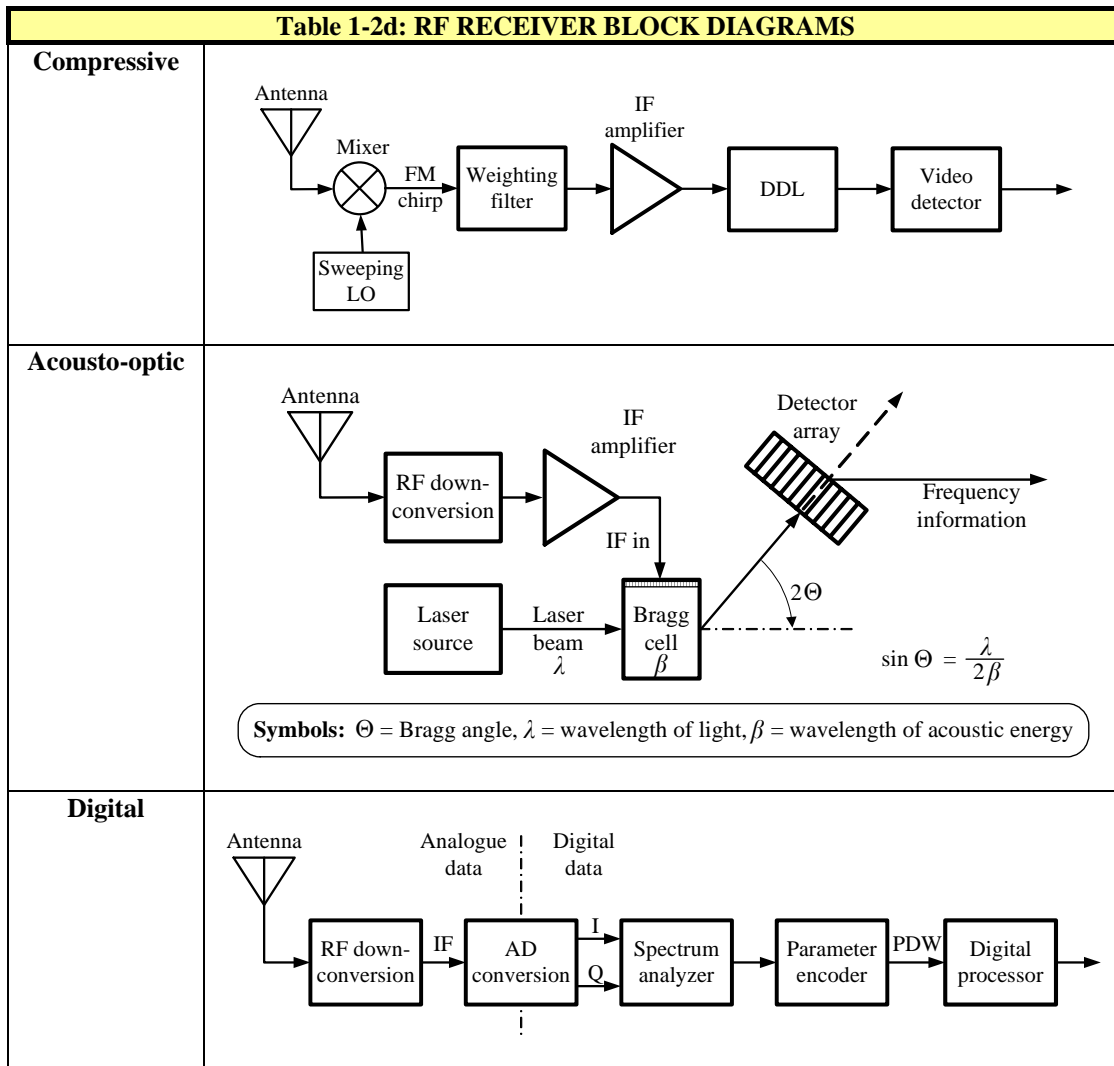 Table 1-2d: RF RECEIVER BLOCK DIAGRAMS
Compressive
Antenna
Mixer
FM
chirp
Sweeping
LO
Weighting
filter
IF
amplifier
DDL
Video
detector
Acousto-optic
Antenna
RF down-
conversion
IF
amplifier
IF in
Laser
source
Laser
beam
λ
Bragg
cell
β
Detector
array
Frequency
information
2Θ
sin Θ = λ / 2β
Symbols: Θ = Bragg angle, λ = wavelength of light, β = wavelength of acoustic energy
Digital
Antenna
Analogue
data
Digital
data
RF down-
conversion
IF
AD
conversion
I
Q
Spectrum
analyzer
Parameter
encoder
PDW
Digital
processor